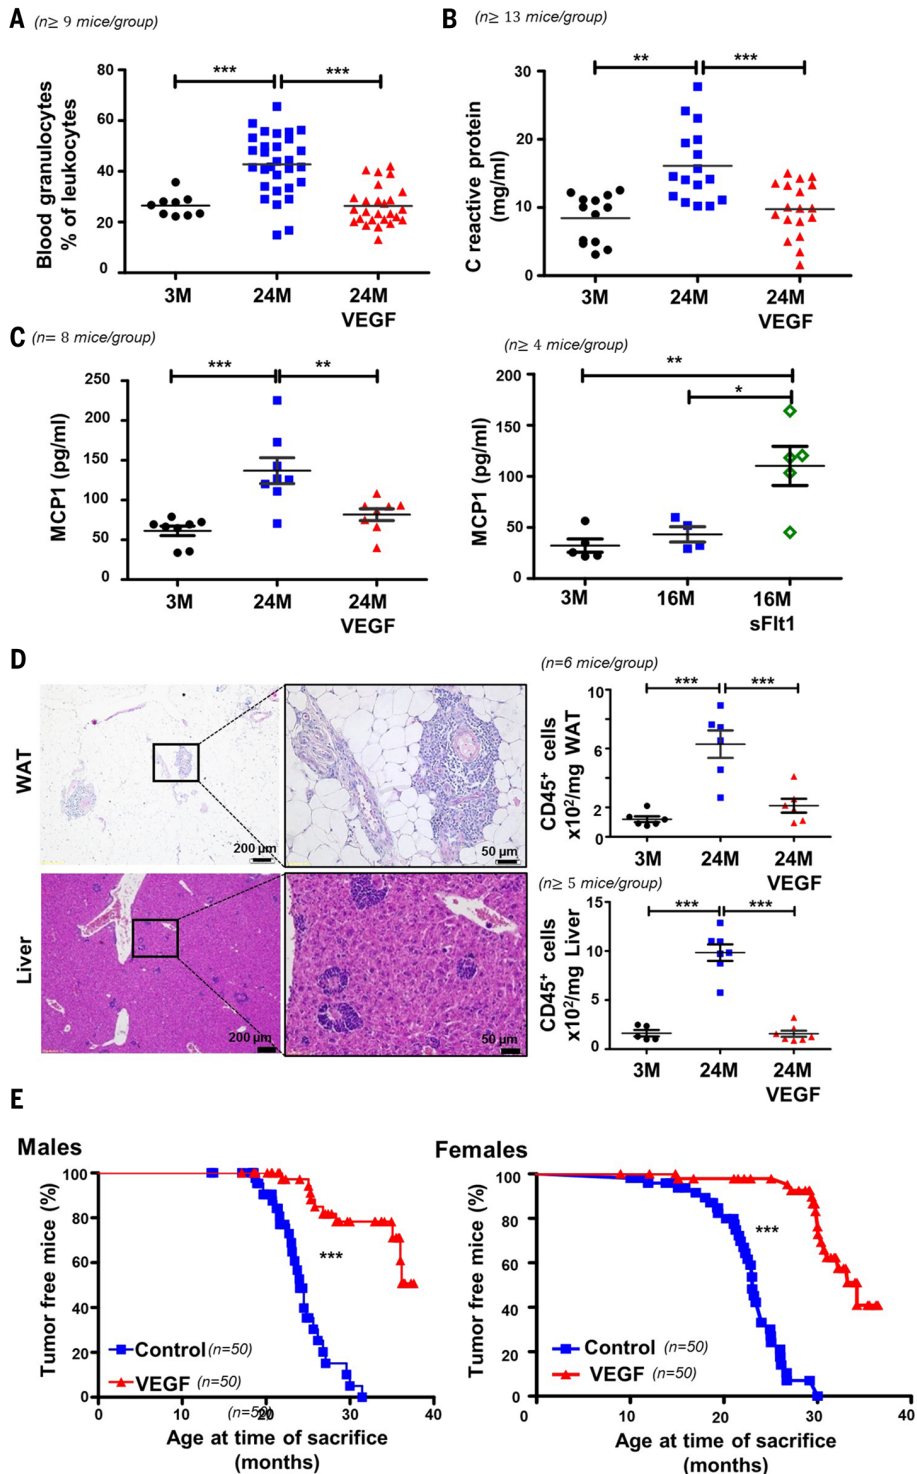 A
(n≥ 9 mice/group)
Blood granulocytes
% of leukocytes
80
60
40
20
0
***
***
3M
24M
24M
VEGF
B
(n≥ 13 mice/group)
C reactive protein
(mg/ml)
30
20
10
0
**
***
3M
24M
24M
VEGF
C
(n= 8 mice/group)
MCP1 (pg/ml)
250
200
150
100
50
0
***
**
3M
24M
24M
VEGF
(n≥ 4 mice/group)
MCP1 (pg/ml)
200
150
100
50
0
**
*
3M
16M
16M
sFlt1
D
WAT
200 µm
50 µm
Liver
200 µm
50 µm
(n=6 mice/group)
CD45+ cells
x10²/mg WAT
10
6
2
0
***
***
3M
24M
24M
VEGF
(n≥ 5 mice/group)
CD45+ cells
x10²/mg Liver
15
10
5
0
***
***
3M
24M
24M
VEGF
E
Males
Tumor free mice (%)
100
80
60
40
20
0
***
Control (n=50)
VEGF (n=50)
(n=50)
0
20
30
40
Age at time of sacrifice
(months)
Females
Tumor free mice (%)
100
80
60
40
20
0
***
Control (n=50)
VEGF (n=50)
0
10
20
30
40
Age at time of sacrifice
(months)